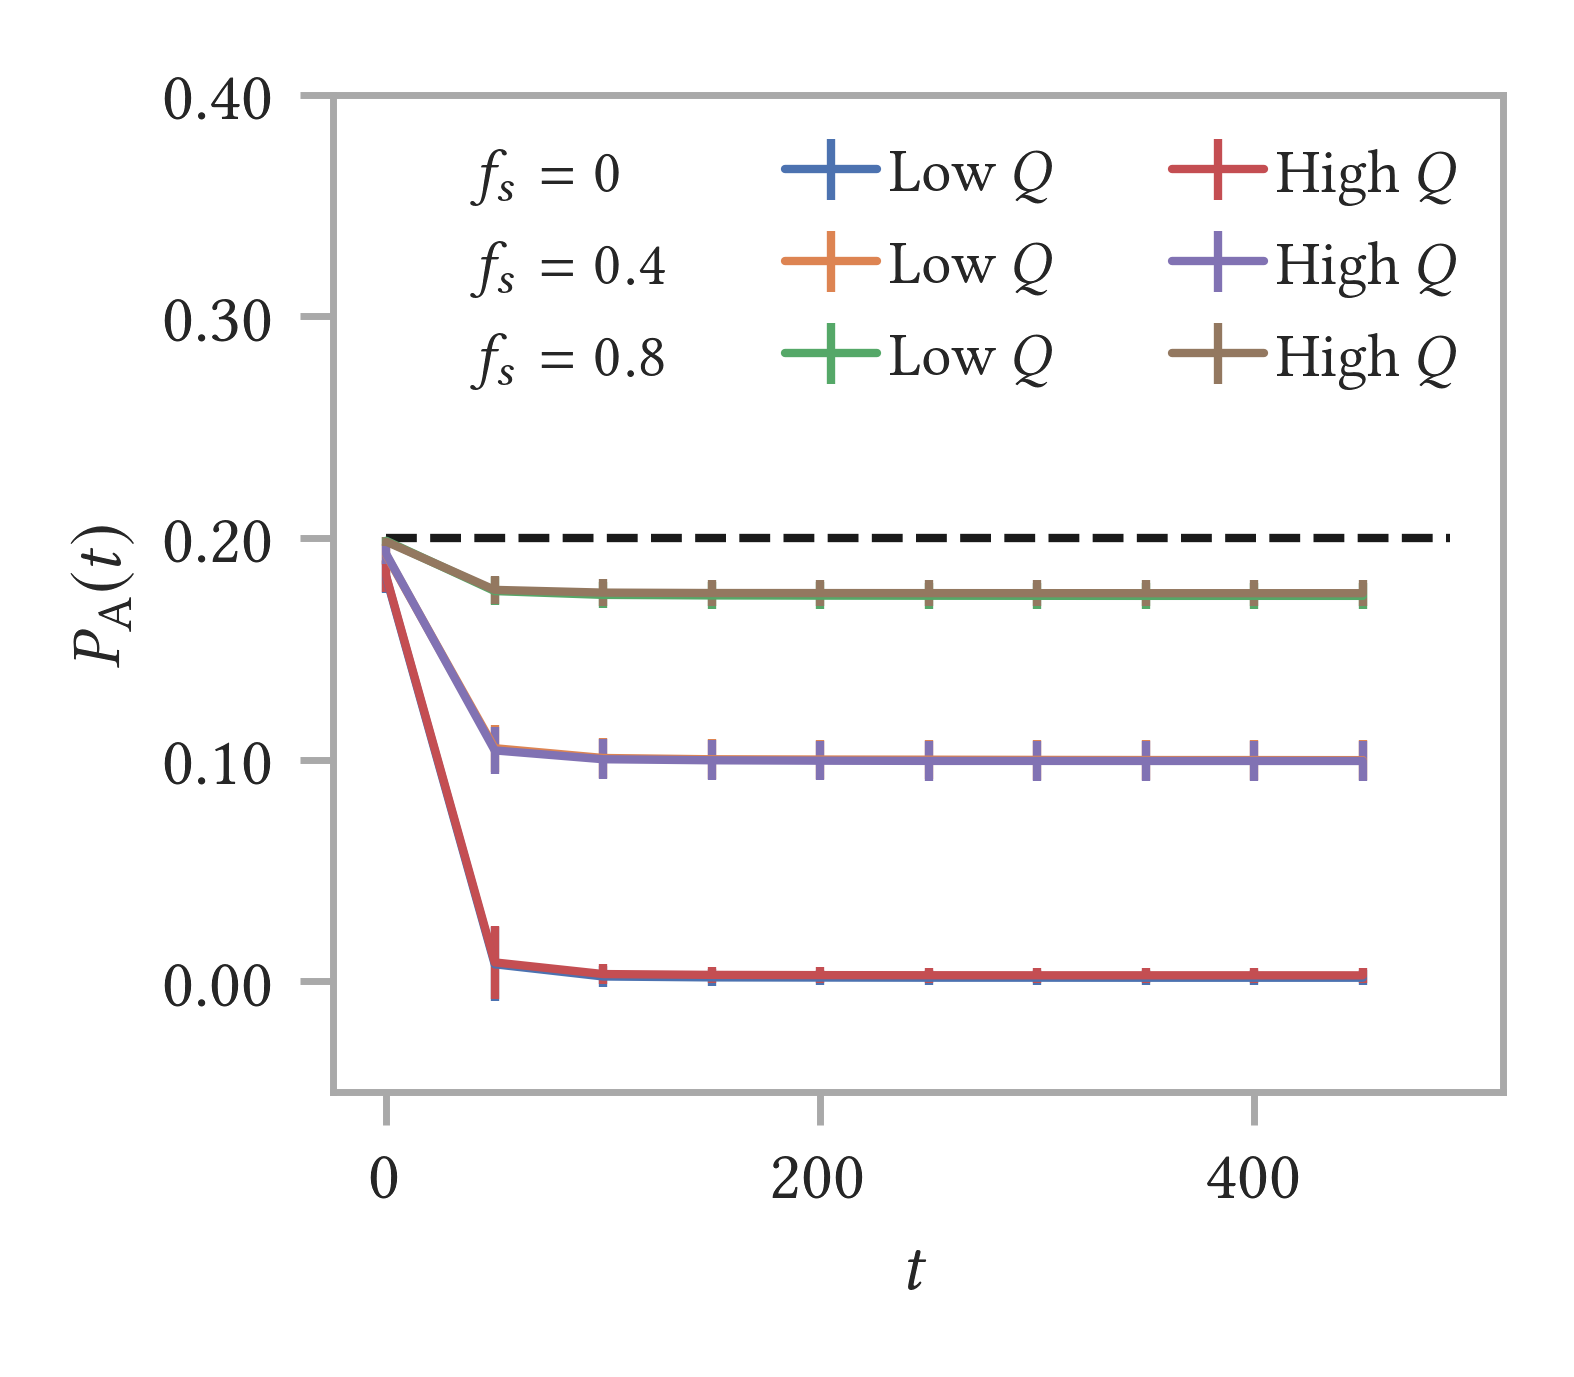 0.40
f_s = 0 Low Q High Q
f_s = 0.4 Low Q High Q
0.30
f_s = 0.8 Low Q High Q
0.20
P_A(t)
0.10
0.00
0 200 400
t